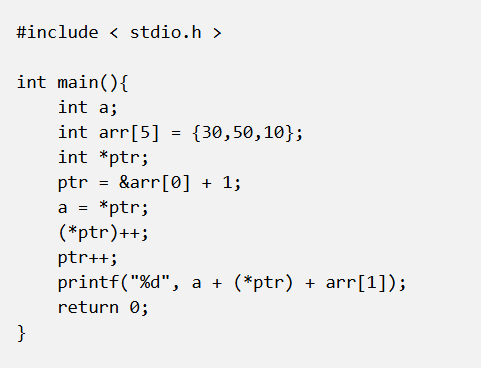 #include < stdio.h >
int main(){
    int a;
    int arr[5] = {30,50,10};
    int *ptr;
    ptr = &arr[0] + 1;
    a = *ptr;
    (*ptr)++;
    ptr++;
    printf("%d", a + (*ptr) + arr[1]);
    return 0;
}